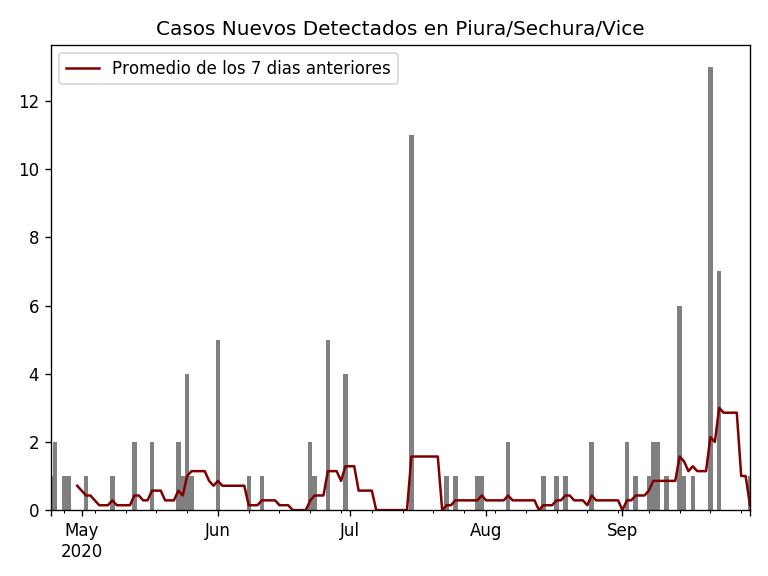 Casos Nuevos Detectados en Piura/Sechura/Vice
Promedio de los 7 dias anteriores
12
10
8
6
4
2
0
May Jun Jul Aug Sep
2020